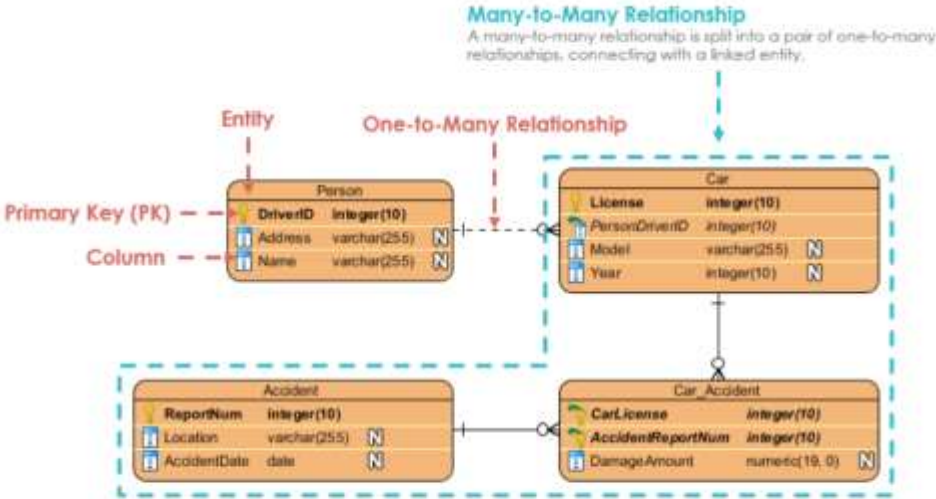 Many-to-Many Relationship
A many-to-many relationship is split into a pair of one-to-many
relationships, connecting with a linked entity.
Entity
One-to-Many Relationship
Primary Key (PK)
Column
Person
DriverID integer(10)
Address varchar(255) N
Name varchar(255) N
Car
License integer(10)
PersonDriverID integer(10)
Model varchar(255) N
Year integer(10) N
Accident
ReportNum integer(10)
Location varchar(255) N
AccidentDate date N
Car_Accident
CarLicense integer(10)
AccidentReportNum integer(10)
DamageAmount numeric(19, 0) N